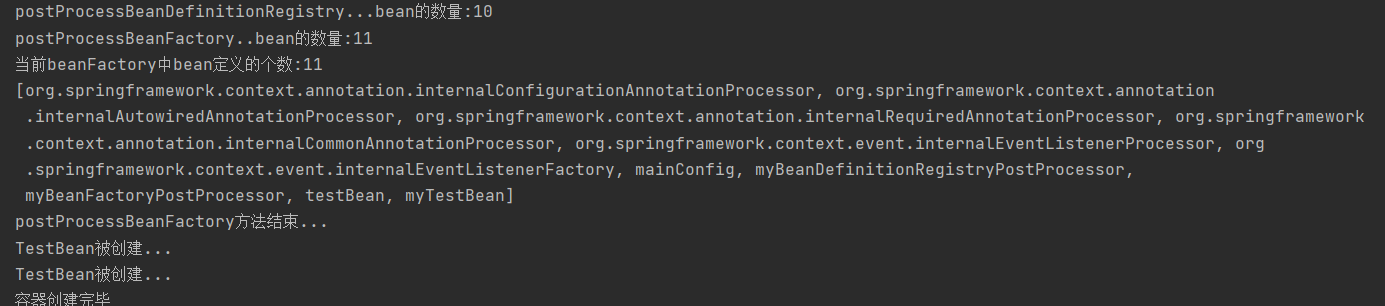 postProcessBeanDefinitionRegistry...bean的数量:10
postProcessBeanFactory..bean的数量:11
当前beanFactory中bean定义的个数:11
[org.springframework.context.annotation.internalConfigurationAnnotationProcessor, org.springframework.context.annotation
.internalAutowiredAnnotationProcessor, org.springframework.context.annotation.internalRequiredAnnotationProcessor, org.springframework
.context.annotation.internalCommonAnnotationProcessor, org.springframework.context.event.internalEventListenerProcessor, org
.springframework.context.event.internalEventListenerFactory, mainConfig, myBeanDefinitionRegistryPostProcessor,
myBeanFactoryPostProcessor, testBean, myTestBean]
postProcessBeanFactory方法结束...
TestBean被创建...
TestBean被创建...
容器创建完毕